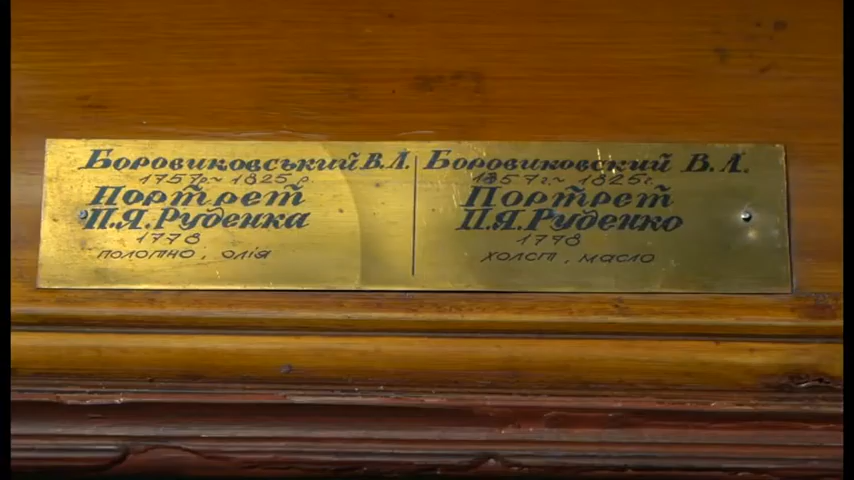 Боровиковський В.Л.
1757р~1825р
Портрет
П.Я.Руденка
1778
полотно, олія
Боровиковский В.Л.
1757г.~1825г.
Портрет
П.Я.Руденко
1778
холст, масло